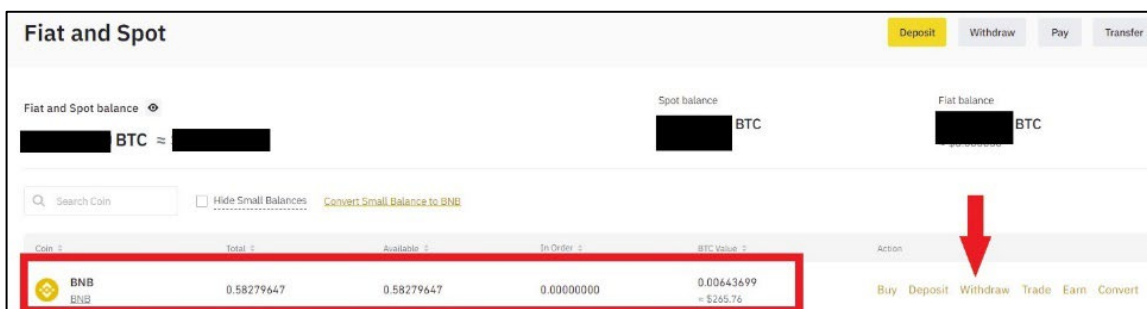 Fiat and Spot
Deposit Withdraw Pay Transfer
Fiat and Spot balance
Spot balance
Fiat balance
BTC ≈
BTC
BTC
Search Coin
Hide Small Balances
Convert Small Balance to BNB
Coin Total Available In Order BTC Value Action
BNB 0.58279647 0.58279647 0.00000000 0.00643699 Buy Deposit Withdraw Trade Earn Convert
BNB ≈ $265.76